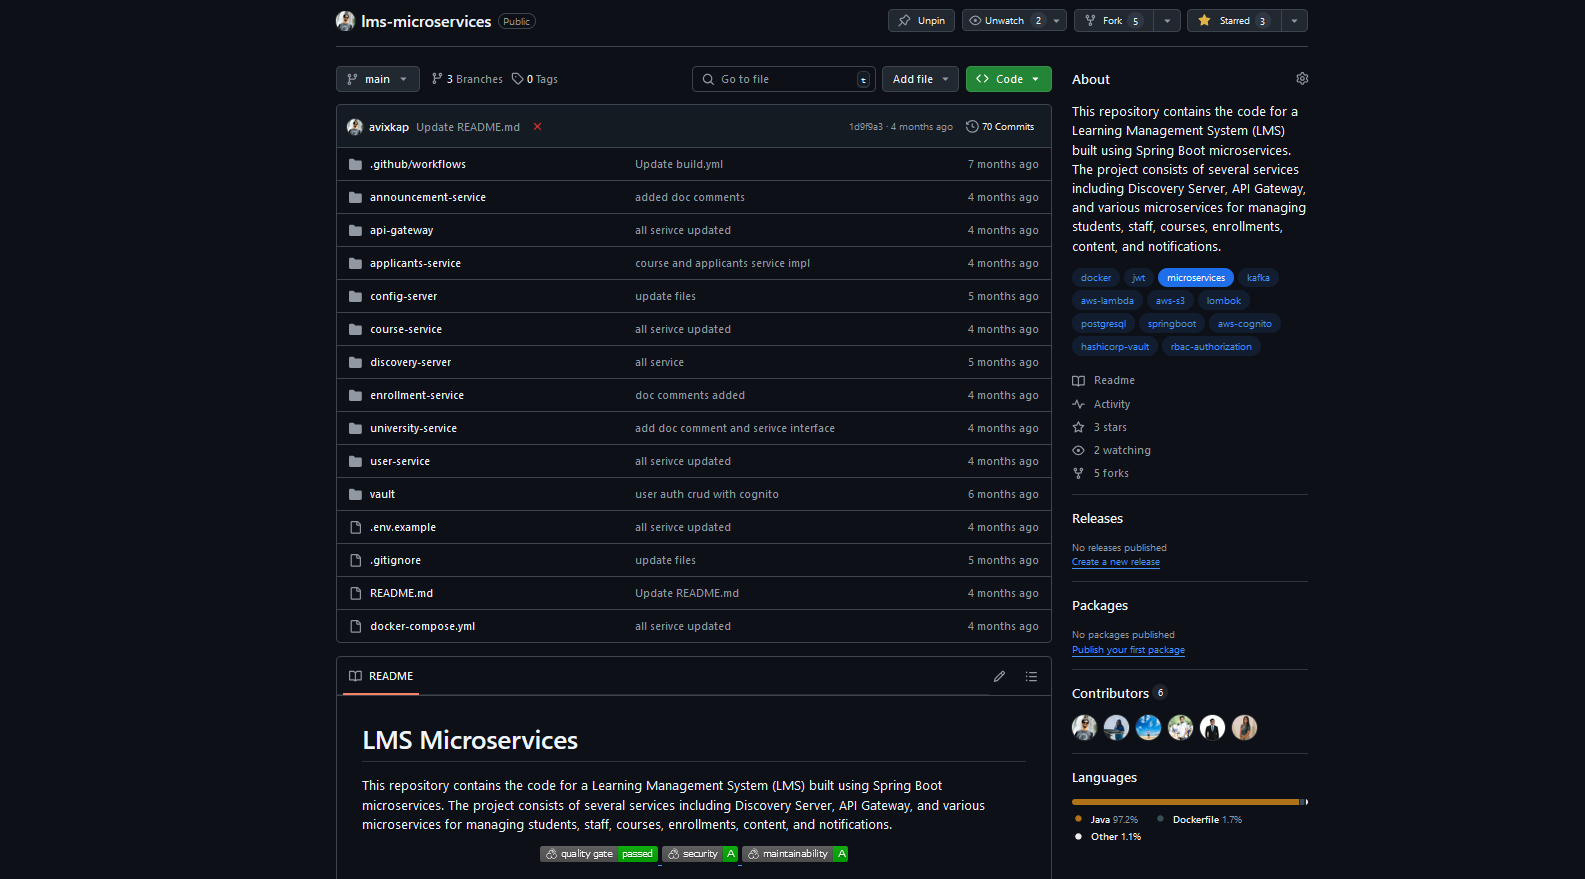 lms-microservices Public
Unpin Unwatch 2 Fork 5 Starred 3
main 3 Branches 0 Tags Go to file t Add file Code
avixkap Update README.md 1d9f9a3 · 4 months ago 70 Commits
.github/workflows Update build.yml 7 months ago
announcement-service added doc comments 4 months ago
api-gateway all serivce updated 4 months ago
applicants-service course and applicants service impl 4 months ago
config-server update files 5 months ago
course-service all serivce updated 4 months ago
discovery-server all service 5 months ago
enrollment-service doc comments added 4 months ago
university-service add doc comment and serivce interface 4 months ago
user-service all serivce updated 4 months ago
vault user auth crud with cognito 6 months ago
.env.example all serivce updated 4 months ago
.gitignore update files 5 months ago
README.md Update README.md 4 months ago
docker-compose.yml all serivce updated 4 months ago
README
LMS Microservices
This repository contains the code for a Learning Management System (LMS) built using Spring Boot
microservices. The project consists of several services including Discovery Server, API Gateway, and various
microservices for managing students, staff, courses, enrollments, content, and notifications.
quality gate passed security A maintainability A
About
This repository contains the code for a
Learning Management System (LMS)
built using Spring Boot microservices.
The project consists of several services
including Discovery Server, API Gateway,
and various microservices for managing
students, staff, courses, enrollments,
content, and notifications.
docker jwt microservices kafka
aws-lambda aws-s3 lombok
postgresql springboot aws-cognito
hashicorp-vault rbac-authorization
Readme
Activity
3 stars
2 watching
5 forks
Releases
No releases published
Create a new release
Packages
No packages published
Publish your first package
Contributors 6
Languages
Java 97.2% Dockerfile 1.7%
Other 1.1%